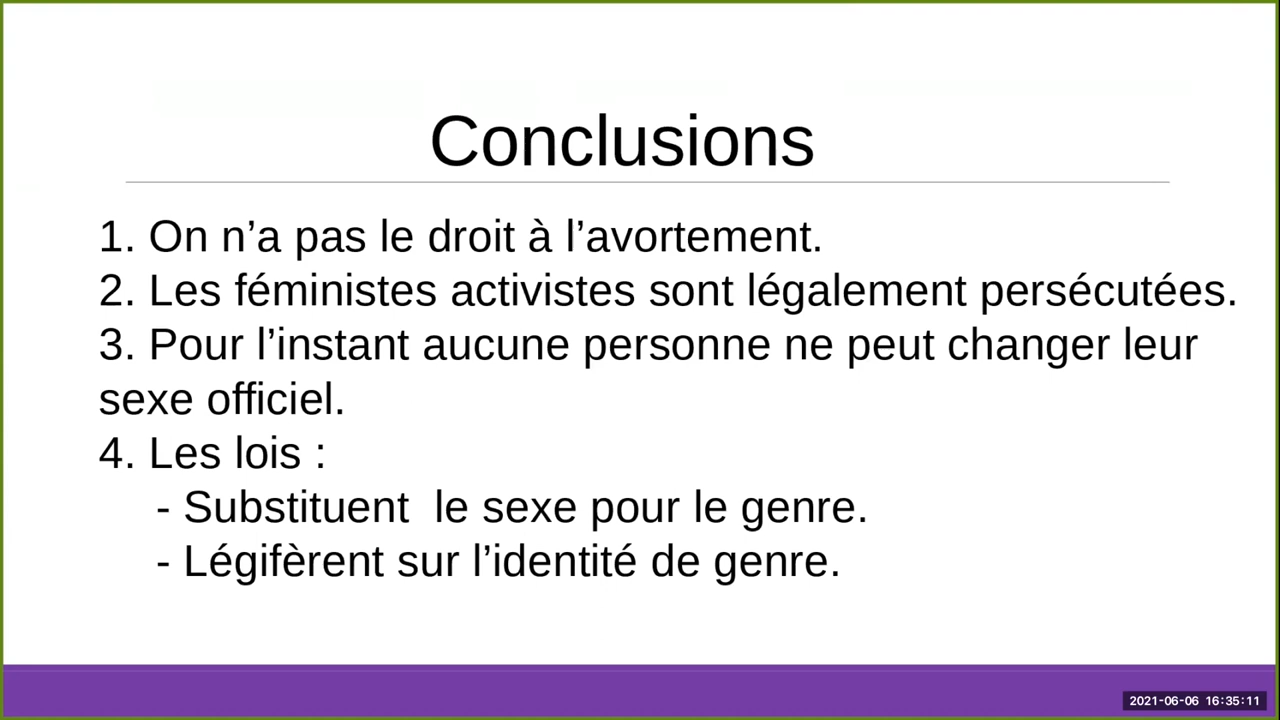 Conclusions
1. On n’a pas le droit à l’avortement.
2. Les féministes activistes sont légalement persécutées.
3. Pour l’instant aucune personne ne peut changer leur
sexe officiel.
4. Les lois :
- Substituent  le sexe pour le genre.
- Légifèrent sur l’identité de genre.
2021-06-06 16:35:11